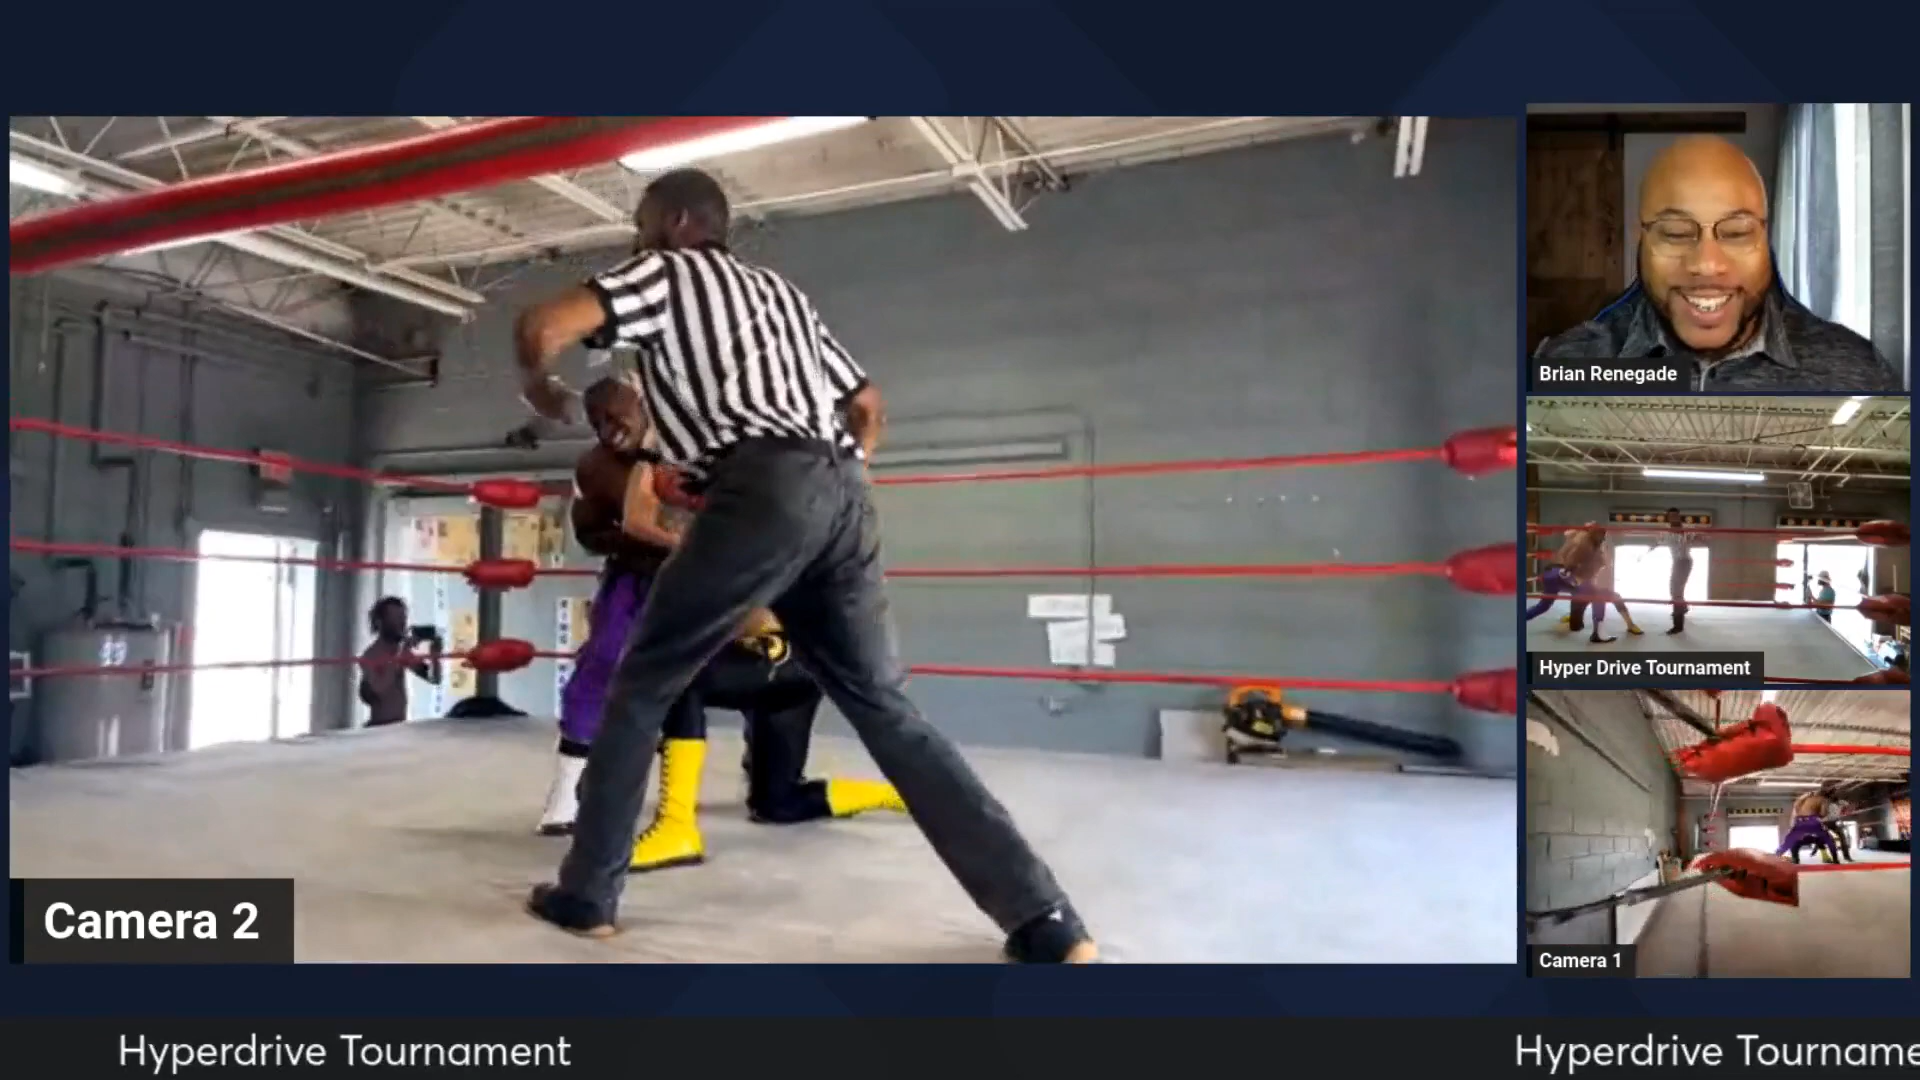 Brian Renegade
Hyper Drive Tournament
Camera 2
Camera 1
Hyperdrive Tournament
Hyperdrive Tourname